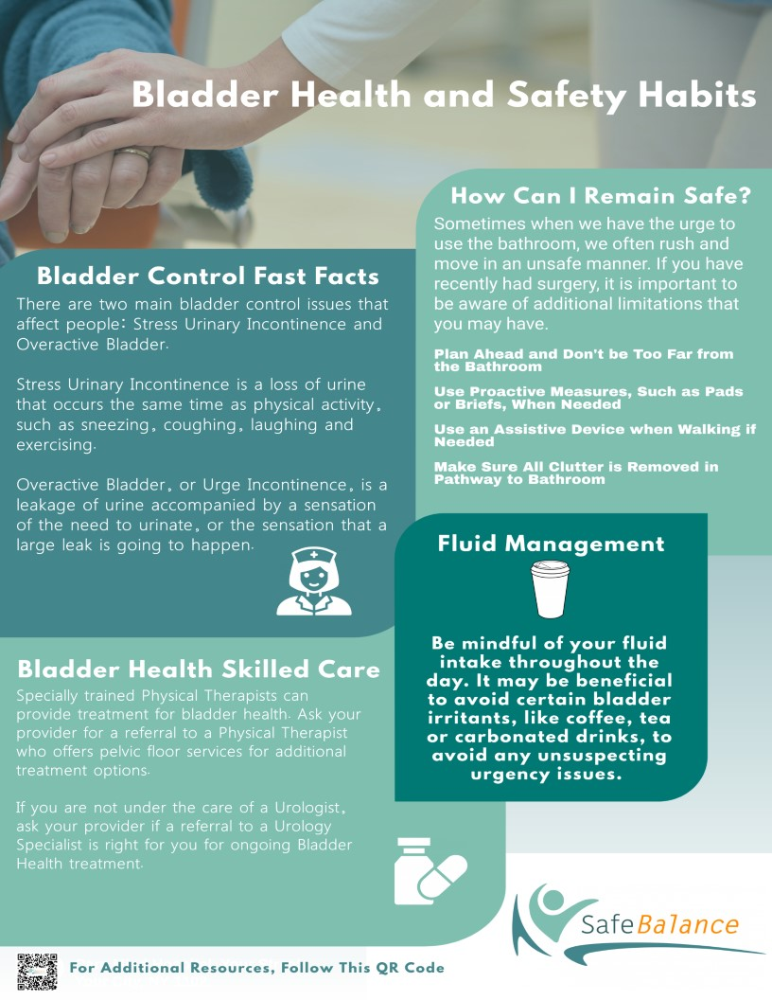 Bladder Health and Safety Habits
How Can I Remain Safe?
Sometimes when we have the urge to
use the bathroom, we often rush and
move in an unsafe manner. If you have
recently had surgery, it is important to
be aware of additional limitations that
you may have.
Plan Ahead and Don't be Too Far from
the Bathroom
Use Proactive Measures, Such as Pads
or Briefs, When Needed
Use an Assistive Device when Walking if
Needed
Make Sure All Clutter is Removed in
Pathway to Bathroom
Bladder Control Fast Facts
There are two main bladder control issues that
affect people: Stress Urinary Incontinence and
Overactive Bladder.
Stress Urinary Incontinence is a loss of urine
that occurs the same time as physical activity,
such as sneezing, coughing, laughing and
exercising.
Overactive Bladder, or Urge Incontinence, is a
leakage of urine accompanied by a sensation
of the need to urinate, or the sensation that a
large leak is going to happen.
Fluid Management
Be mindful of your fluid
intake throughout the
day. It may be beneficial
to avoid certain bladder
irritants, like coffee, tea
or carbonated drinks, to
avoid any unsuspecting
urgency issues.
Bladder Health Skilled Care
Specially trained Physical Therapists can
provide treatment for bladder health. Ask your
provider for a referral to a Physical Therapist
who offers pelvic floor services for additional
treatment options.
If you are not under the care of a Urologist,
ask your provider if a referral to a Urology
Specialist is right for you for ongoing Bladder
Health treatment.
SafeBalance
For Additional Resources, Follow This QR Code